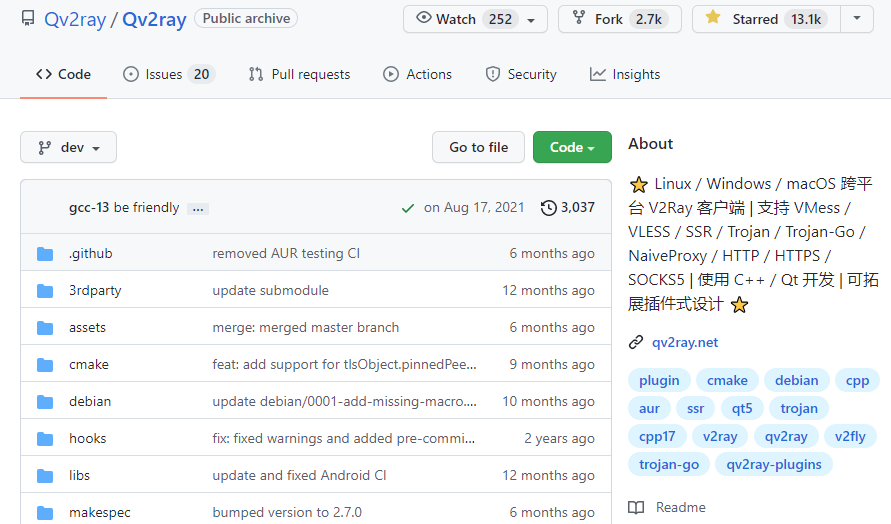 Qv2ray / Qv2ray Public archive Watch 252 Fork 2.7k Starred 13.1k
Code Issues 20 Pull requests Actions Security Insights
dev Go to file Code
gcc-13 be friendly ... on Aug 17, 2021 3,037
.github removed AUR testing CI 6 months ago
3rdparty update submodule 12 months ago
assets merge: merged master branch 6 months ago
cmake feat: add support for tlsObject.pinnedPee... 9 months ago
debian update debian/0001-add-missing-macro.... 10 months ago
hooks fix: fixed warnings and added pre-commi... 2 years ago
libs update and fixed Android CI 12 months ago
makespec bumped version to 2.7.0 6 months ago
About
⭐ Linux / Windows / macOS 跨平
台 V2Ray 客户端 | 支持 VMess /
VLESS / SSR / Trojan / Trojan-Go /
NaiveProxy / HTTP / HTTPS /
SOCKS5 | 使用 C++ / Qt 开发 | 可拓
展插件式设计 ⭐
qv2ray.net
plugin cmake debian cpp
aur ssr qt5 trojan
cpp17 v2ray qv2ray v2fly
trojan-go qv2ray-plugins
Readme